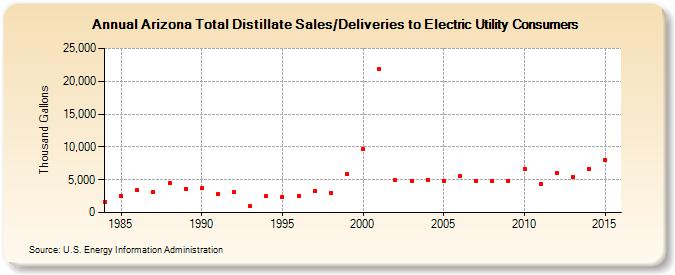 Annual Arizona Total Distillate Sales/Deliveries to Electric Utility Consumers
Thousand Gallons
25,000
20,000
15,000
10,000
5,000
0
1985 1990 1995 2000 2005 2010 2015
Source: U.S. Energy Information Administration